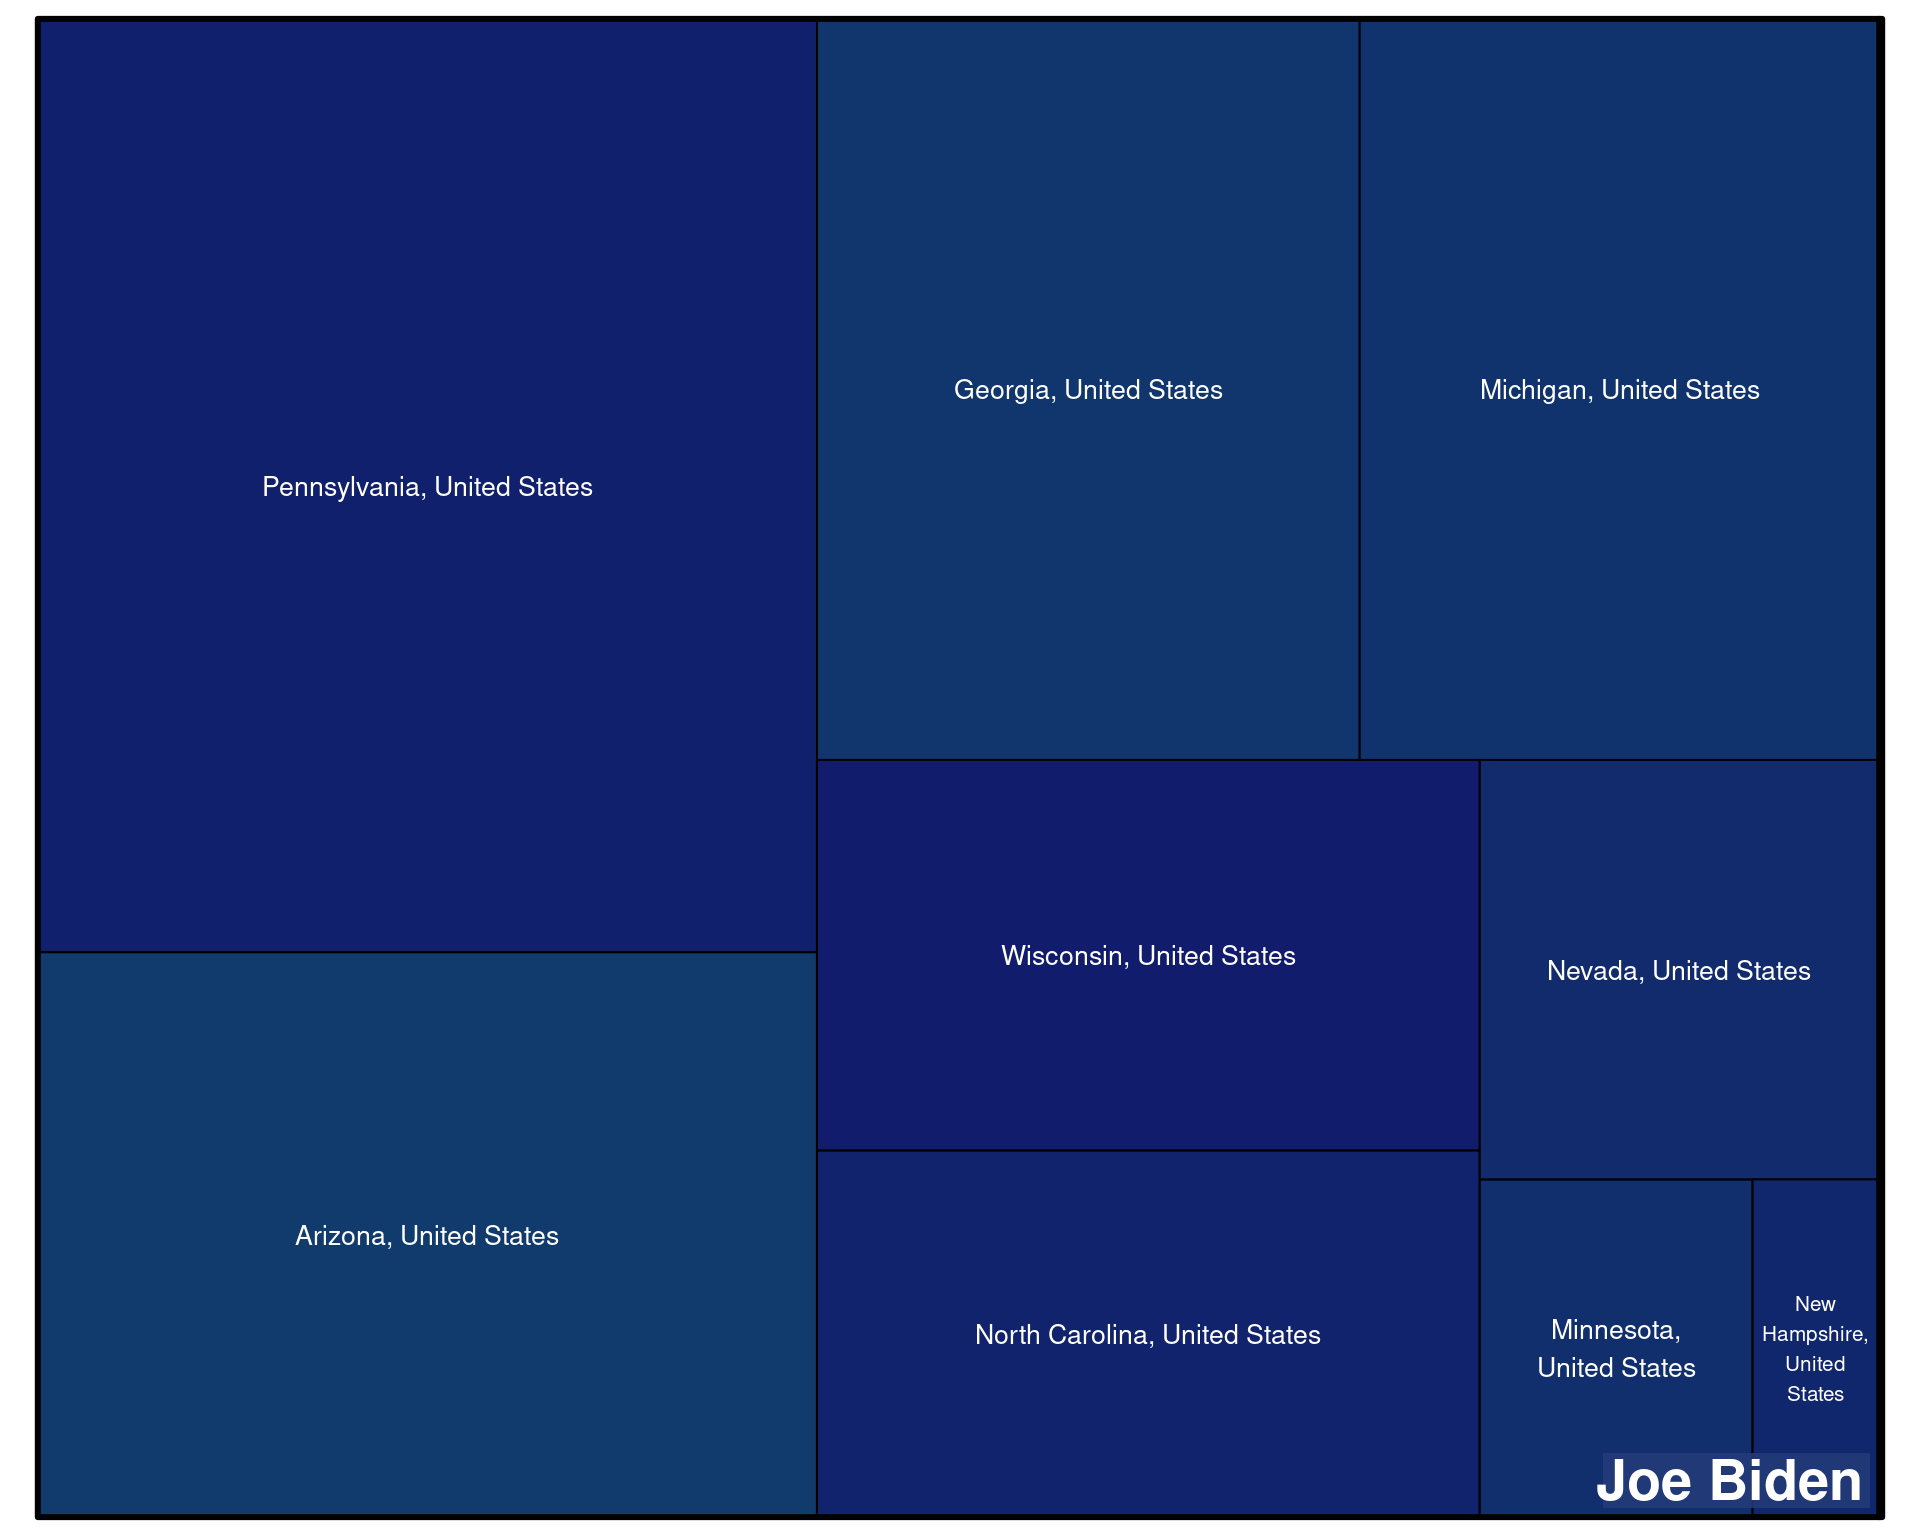 Pennsylvania, United States
Georgia, United States
Michigan, United States
Wisconsin, United States
Nevada, United States
Arizona, United States
North Carolina, United States
Minnesota,
United States
New
Hampshire,
United
States
Joe Biden